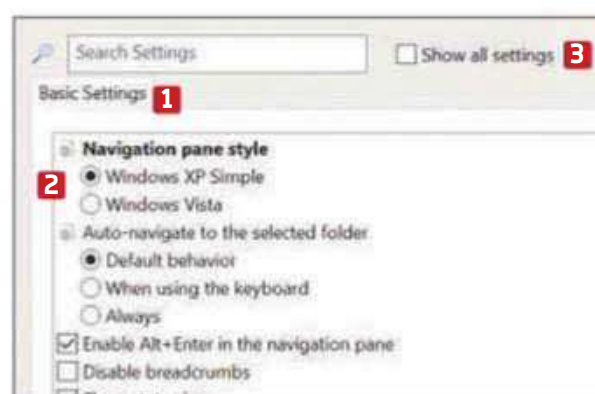 Search Settings
Show all settings 3
Basic Settings 1
Navigation pane style
2 Windows XP Simple
Windows Vista
Auto-navigate to the selected folder
Default behavior
When using the keyboard
Always
Enable Alt+Enter in the navigation pane
Disable breadcrumbs